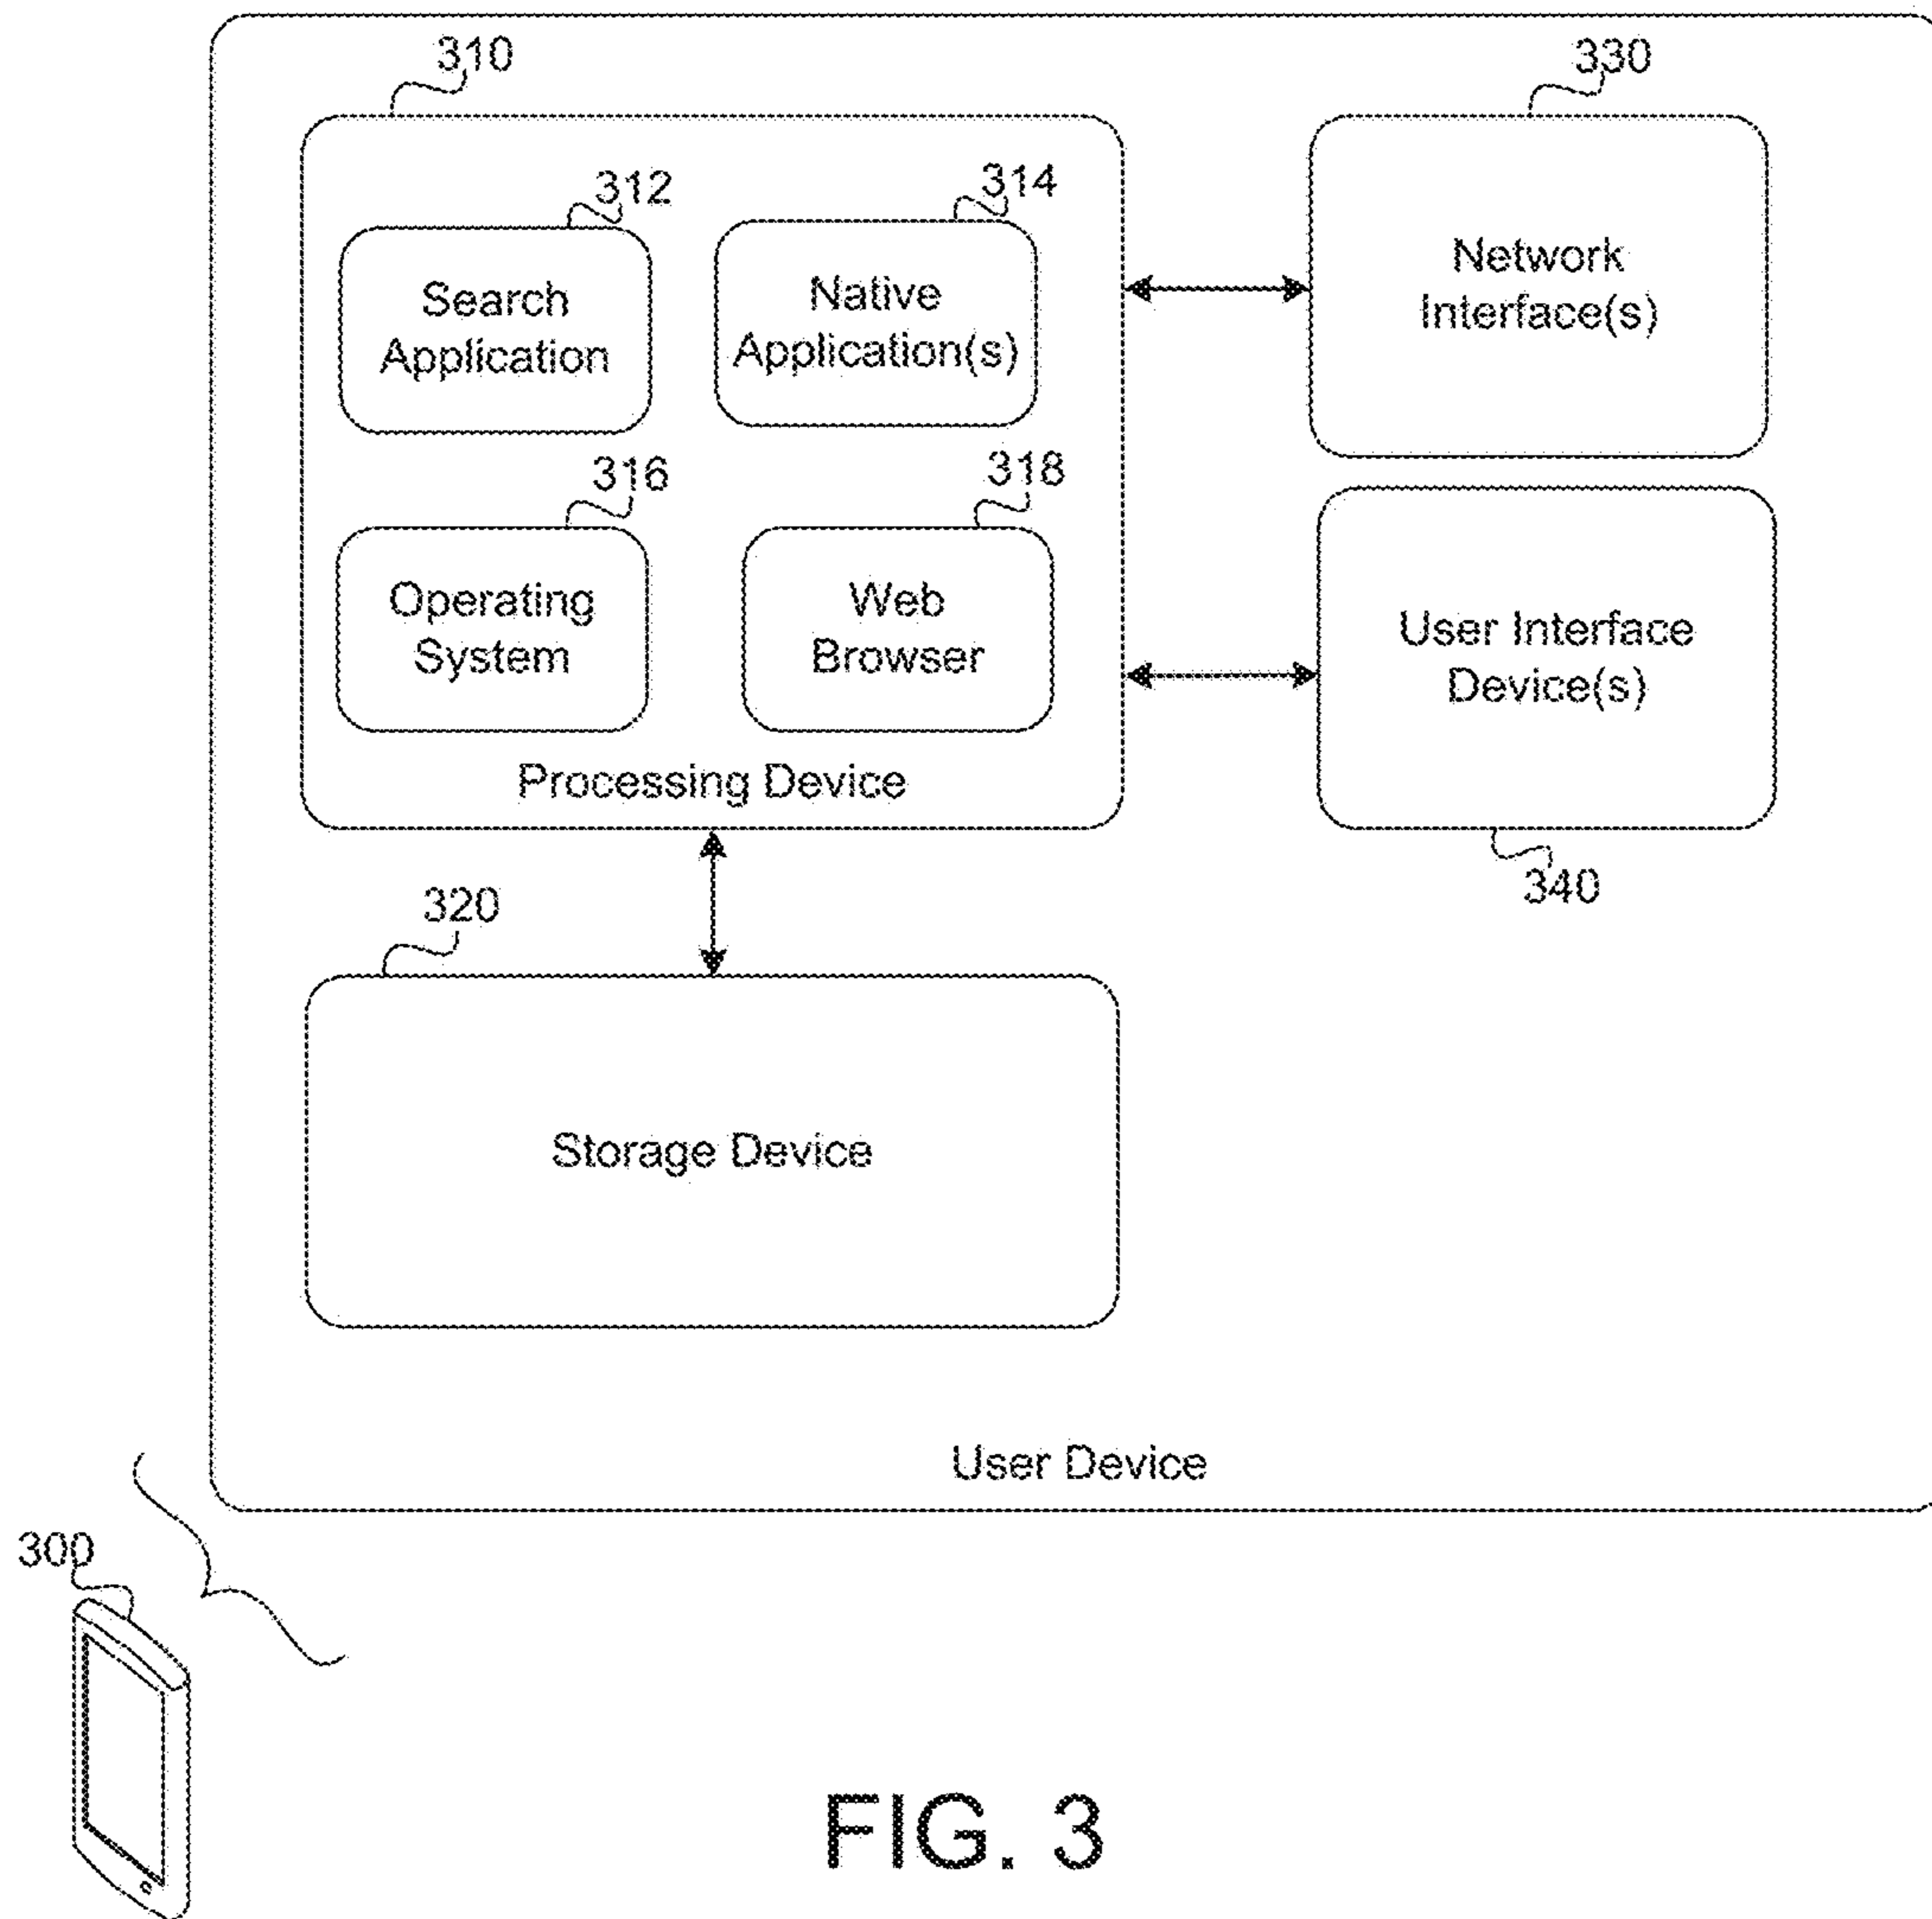 310
330
312
314
Search
Application
Native
Application(s)
Network
Interface(s)
316
318
Operating
System
Web
Browser
User Interface
Device(s)
Processing Device
340
320
Storage Device
User Device
300
FIG. 3